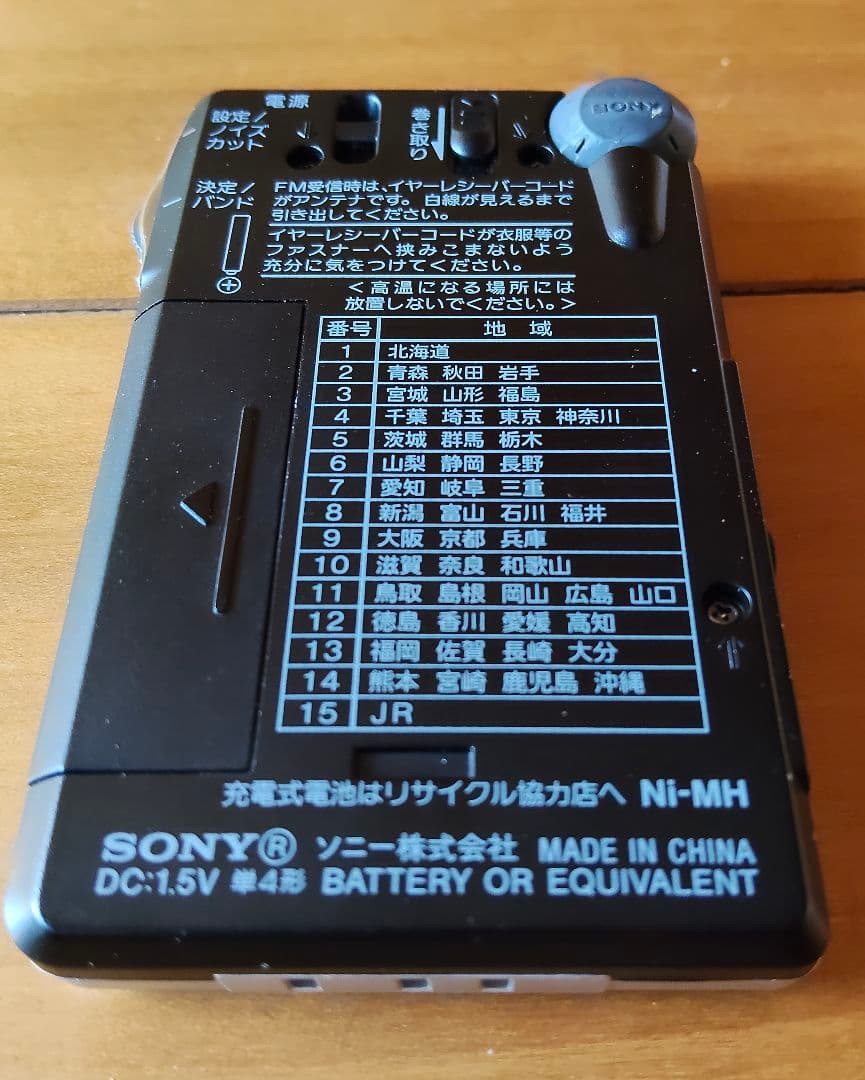 電源
設定/
ノイズ
カット
巻き取り
SONY
決定/
バンド
FM受信時は、イヤーレシーバーコード
がアンテナです。白線が見えるまで
引き出してください。
イヤーレシーバーコードが衣服等の
ファスナーへ挟みこまないよう
充分に気をつけてください。
<高温になる場所には
放置しないでください。>
番号 地域
1 北海道
2 青森 秋田 岩手
3 宮城 山形 福島
4 千葉 埼玉 東京 神奈川
5 茨城 群馬 栃木
6 山梨 静岡 長野
7 愛知 岐阜 三重
8 新潟 富山 石川 福井
9 大阪 京都 兵庫
10 滋賀 奈良 和歌山
11 鳥取 島根 岡山 広島 山口
12 徳島 香川 愛媛 高知
13 福岡 佐賀 長崎 大分
14 熊本 宮崎 鹿児島 沖縄
15 JR
充電式電池はリサイクル協力店へ Ni-MH
SONY® ソニー株式会社 MADE IN CHINA
DC:1.5V 単4形 BATTERY OR EQUIVALENT